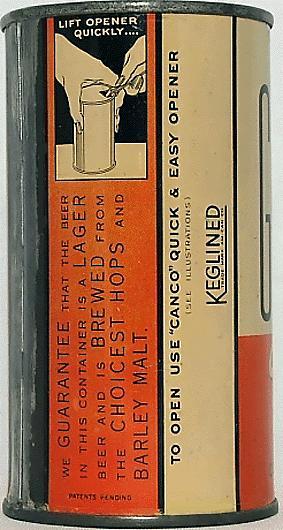 LIFT OPENER
QUICKLY....
WE GUARANTEE THAT THE BEER
IN THIS CONTAINER IS A LAGER
BEER AND IS BREWED FROM
THE CHOICEST HOPS AND
BARLEY MALT.
PATENTS PENDING
TO OPEN USE "CANCO" QUICK & EASY OPENER
(SEE ILLUSTRATIONS)
KEGLINED